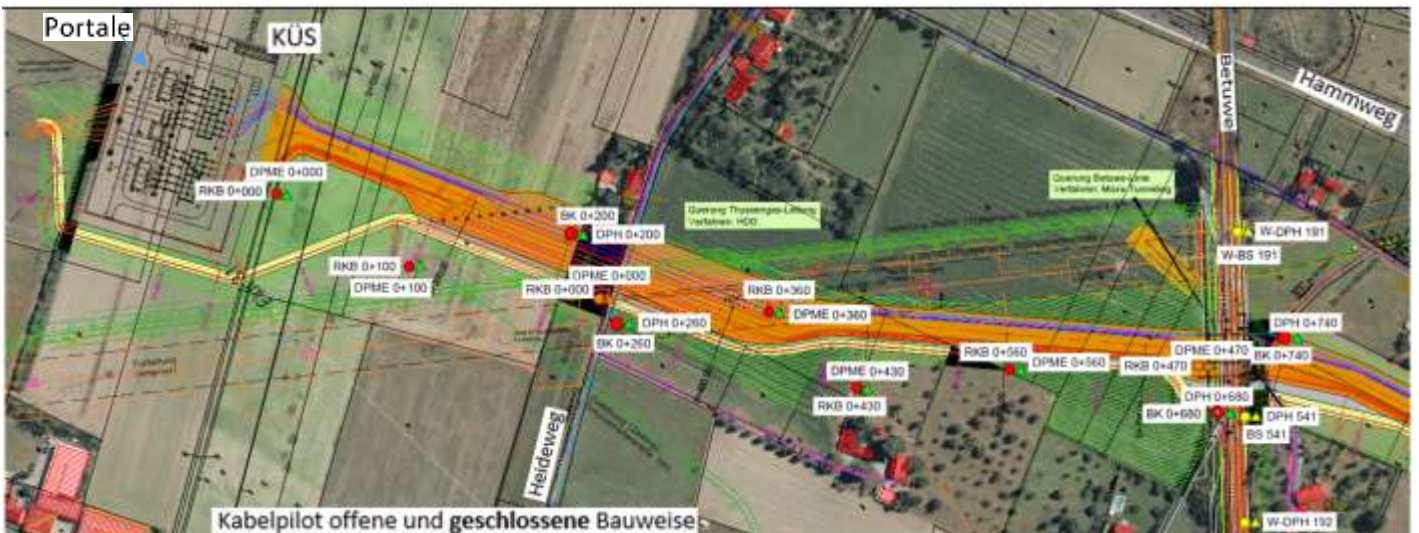 Portale
KÜS
Betuwe
Hammweg
DPME 0+000
RKB 0+000
Querung Betuwe-Linie
Verfahren: Micro-Tunneling
BK 0+200
DPH 0+200
Querung Thyssengas-Leitung
Verfahren: HDD
W-DPH 191
W-BS 191
RKB 0+100
DPME 0+100
DPME 0+000
RKB 0+000
RKB 0+360
DPME 0+360
DPH 0+260
BK 0+260
DPH 0+740
BK 0+740
RKB 0+560
DPME 0+560
DPME 0+470
RKB 0+470
DPME 0+430
RKB 0+430
DPH 0+680
BK 0+680
DPH 541
BS 541
Heideweg
W-DPH 192
Kabelpilot offene und geschlossene Bauweise